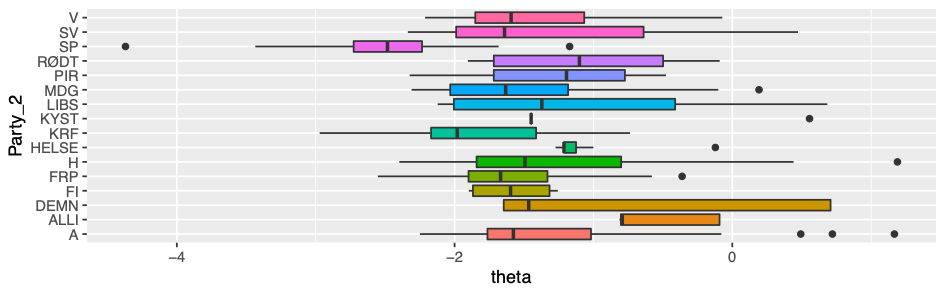 Party_2
V
SV
SP
RØDT
PIR
MDG
LIBS
KYST
KRF
HELSE
H
FRP
FI
DEMN
ALLI
A
−4
−2
0
theta